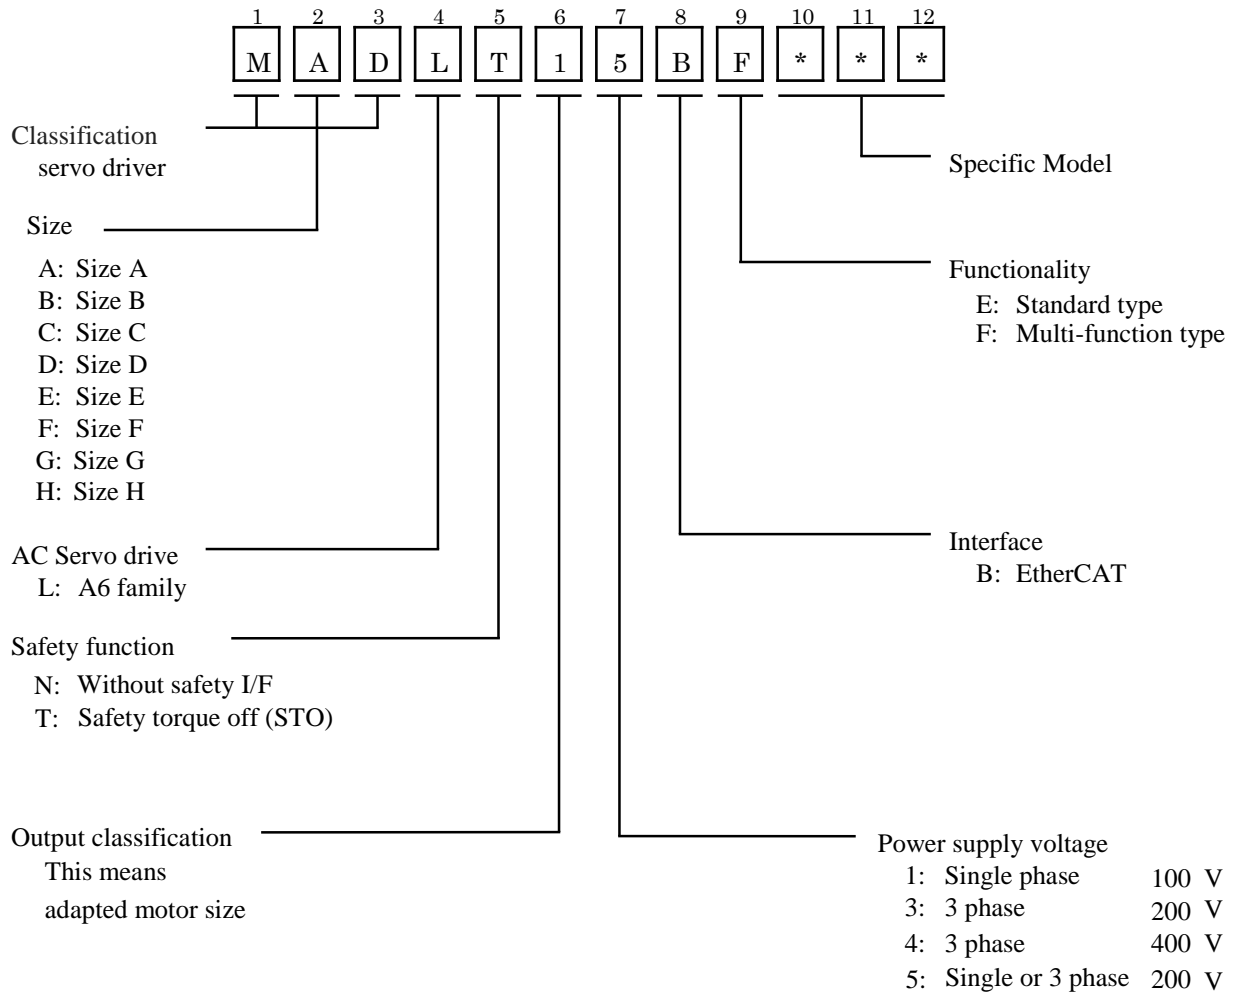 1 2 3 4 5 6 7 8 9 10 11 12
M A D L T 1 5 B F * * *
Classification
servo driver
Specific Model
Size
A: Size A
B: Size B
C: Size C
D: Size D
E: Size E
F: Size F
G: Size G
H: Size H
Functionality
E: Standard type
F: Multi-function type
AC Servo drive
L: A6 family
Interface
B: EtherCAT
Safety function
N: Without safety I/F
T: Safety torque off (STO)
Output classification
This means
adapted motor size
Power supply voltage
1: Single phase 100 V
3: 3 phase 200 V
4: 3 phase 400 V
5: Single or 3 phase 200 V